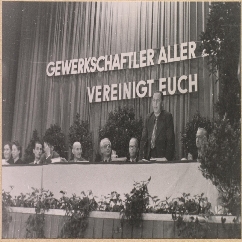 GEWERKSCHAFTLER ALLER
VEREINIGT EUCH